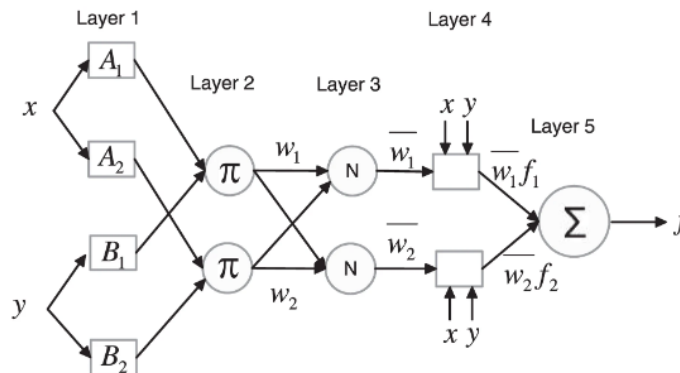 Layer 1
Layer 2
Layer 3
Layer 4
Layer 5
x
A₁
A₂
y
B₁
B₂
π
π
w₁
w₂
N
N
w̅₁
w̅₂
x y
x y
w̅₁f₁
w̅₂f₂
Σ